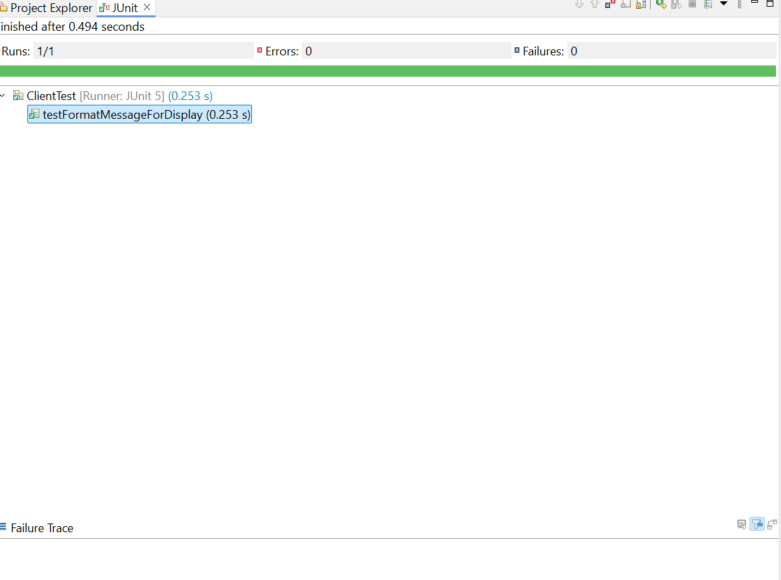 Project Explorer JUnit
inished after 0.494 seconds
Runs: 1/1 Errors: 0 Failures: 0
ClientTest [Runner: JUnit 5] (0.253 s)
testFormatMessageForDisplay (0.253 s)
Failure Trace